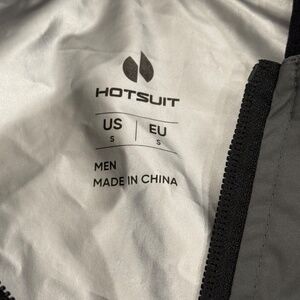 HOTSUIT
US | EU
S S
MEN
MADE IN CHINA